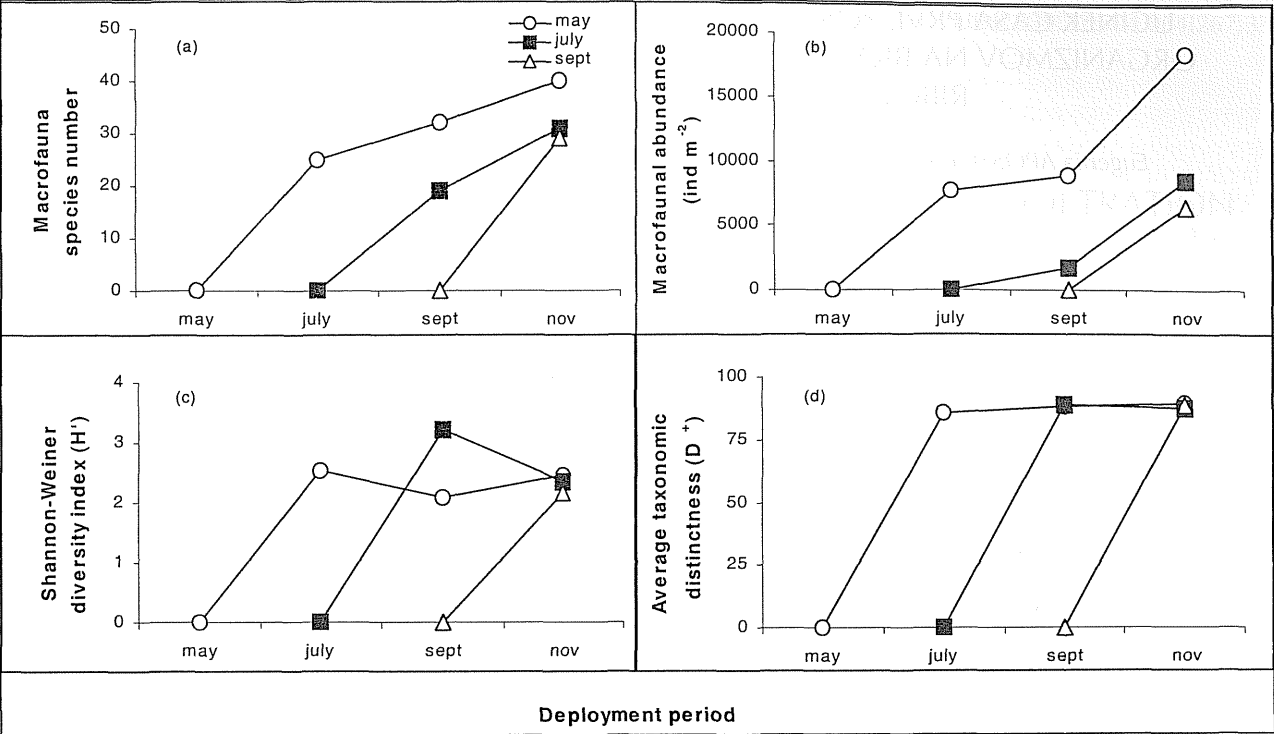 (a)
may
july
sept
50
40
30
20
10
0
Macrofauna
species number
may july sept nov
(b)
20000
15000
10000
5000
0
Macrofaunal abundance
(ind m⁻²)
may july sept nov
(c)
4
3
2
1
0
Shannon-Weiner
diversity index (H')
may july sept nov
(d)
100
75
50
25
0
Average taxonomic
distinctness (D⁺)
may july sept nov
Deployment period